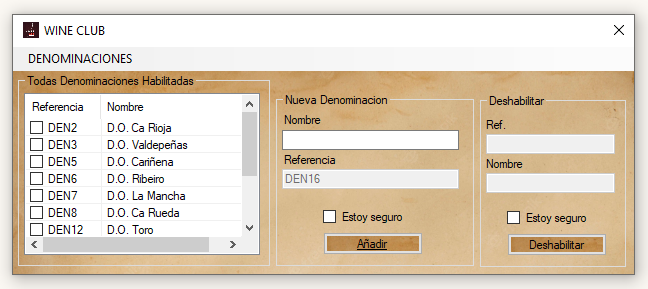 WINE CLUB
DENOMINACIONES
Todas Denominaciones Habilitadas
Referencia Nombre
DEN2 D.O. Ca Rioja
DEN3 D.O. Valdepeñas
DEN5 D.O. Cariñena
DEN6 D.O. Ribeiro
DEN7 D.O. La Mancha
DEN8 D.O. Ca Rueda
DEN12 D.O. Toro
Nueva Denominacion
Nombre
Referencia
DEN16
Estoy seguro
Añadir
Deshabilitar
Ref.
Nombre
Estoy seguro
Deshabilitar